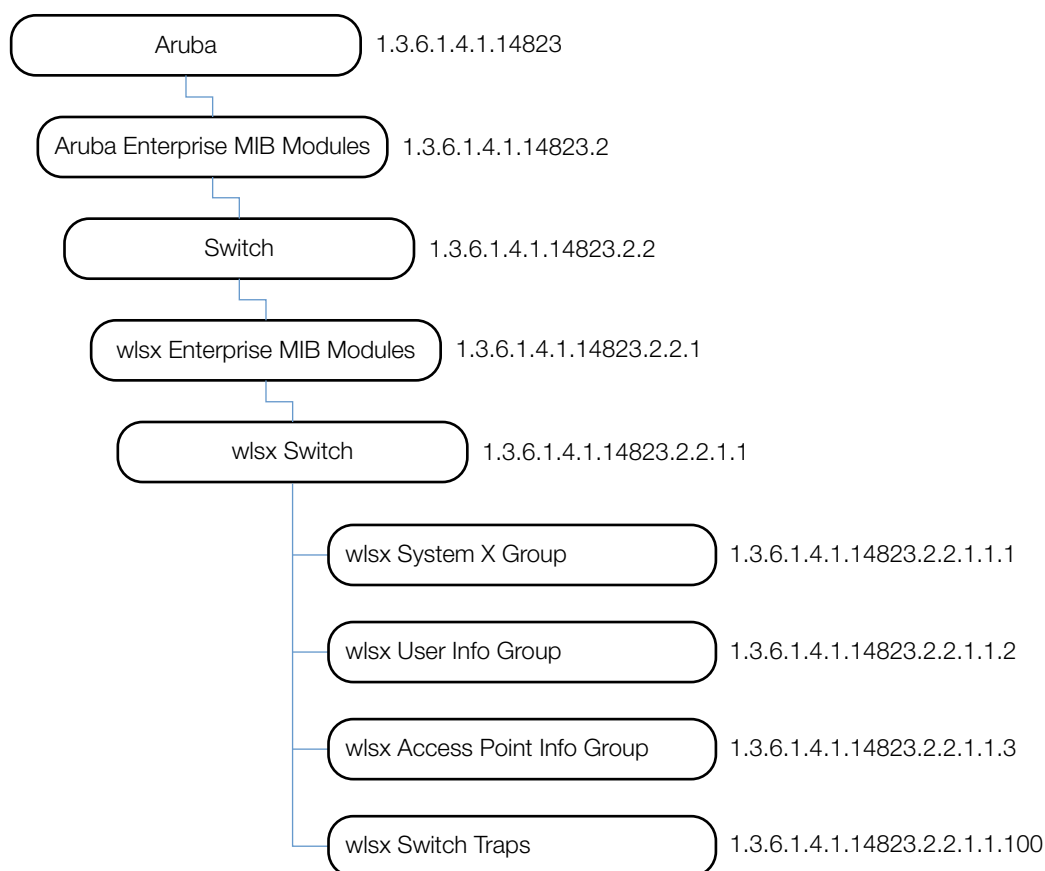 Aruba 1.3.6.1.4.1.14823
Aruba Enterprise MIB Modules 1.3.6.1.4.1.14823.2
Switch 1.3.6.1.4.1.14823.2.2
wlsx Enterprise MIB Modules 1.3.6.1.4.1.14823.2.2.1
wlsx Switch 1.3.6.1.4.1.14823.2.2.1.1
wlsx System X Group 1.3.6.1.4.1.14823.2.2.1.1.1
wlsx User Info Group 1.3.6.1.4.1.14823.2.2.1.1.2
wlsx Access Point Info Group 1.3.6.1.4.1.14823.2.2.1.1.3
wlsx Switch Traps 1.3.6.1.4.1.14823.2.2.1.1.100